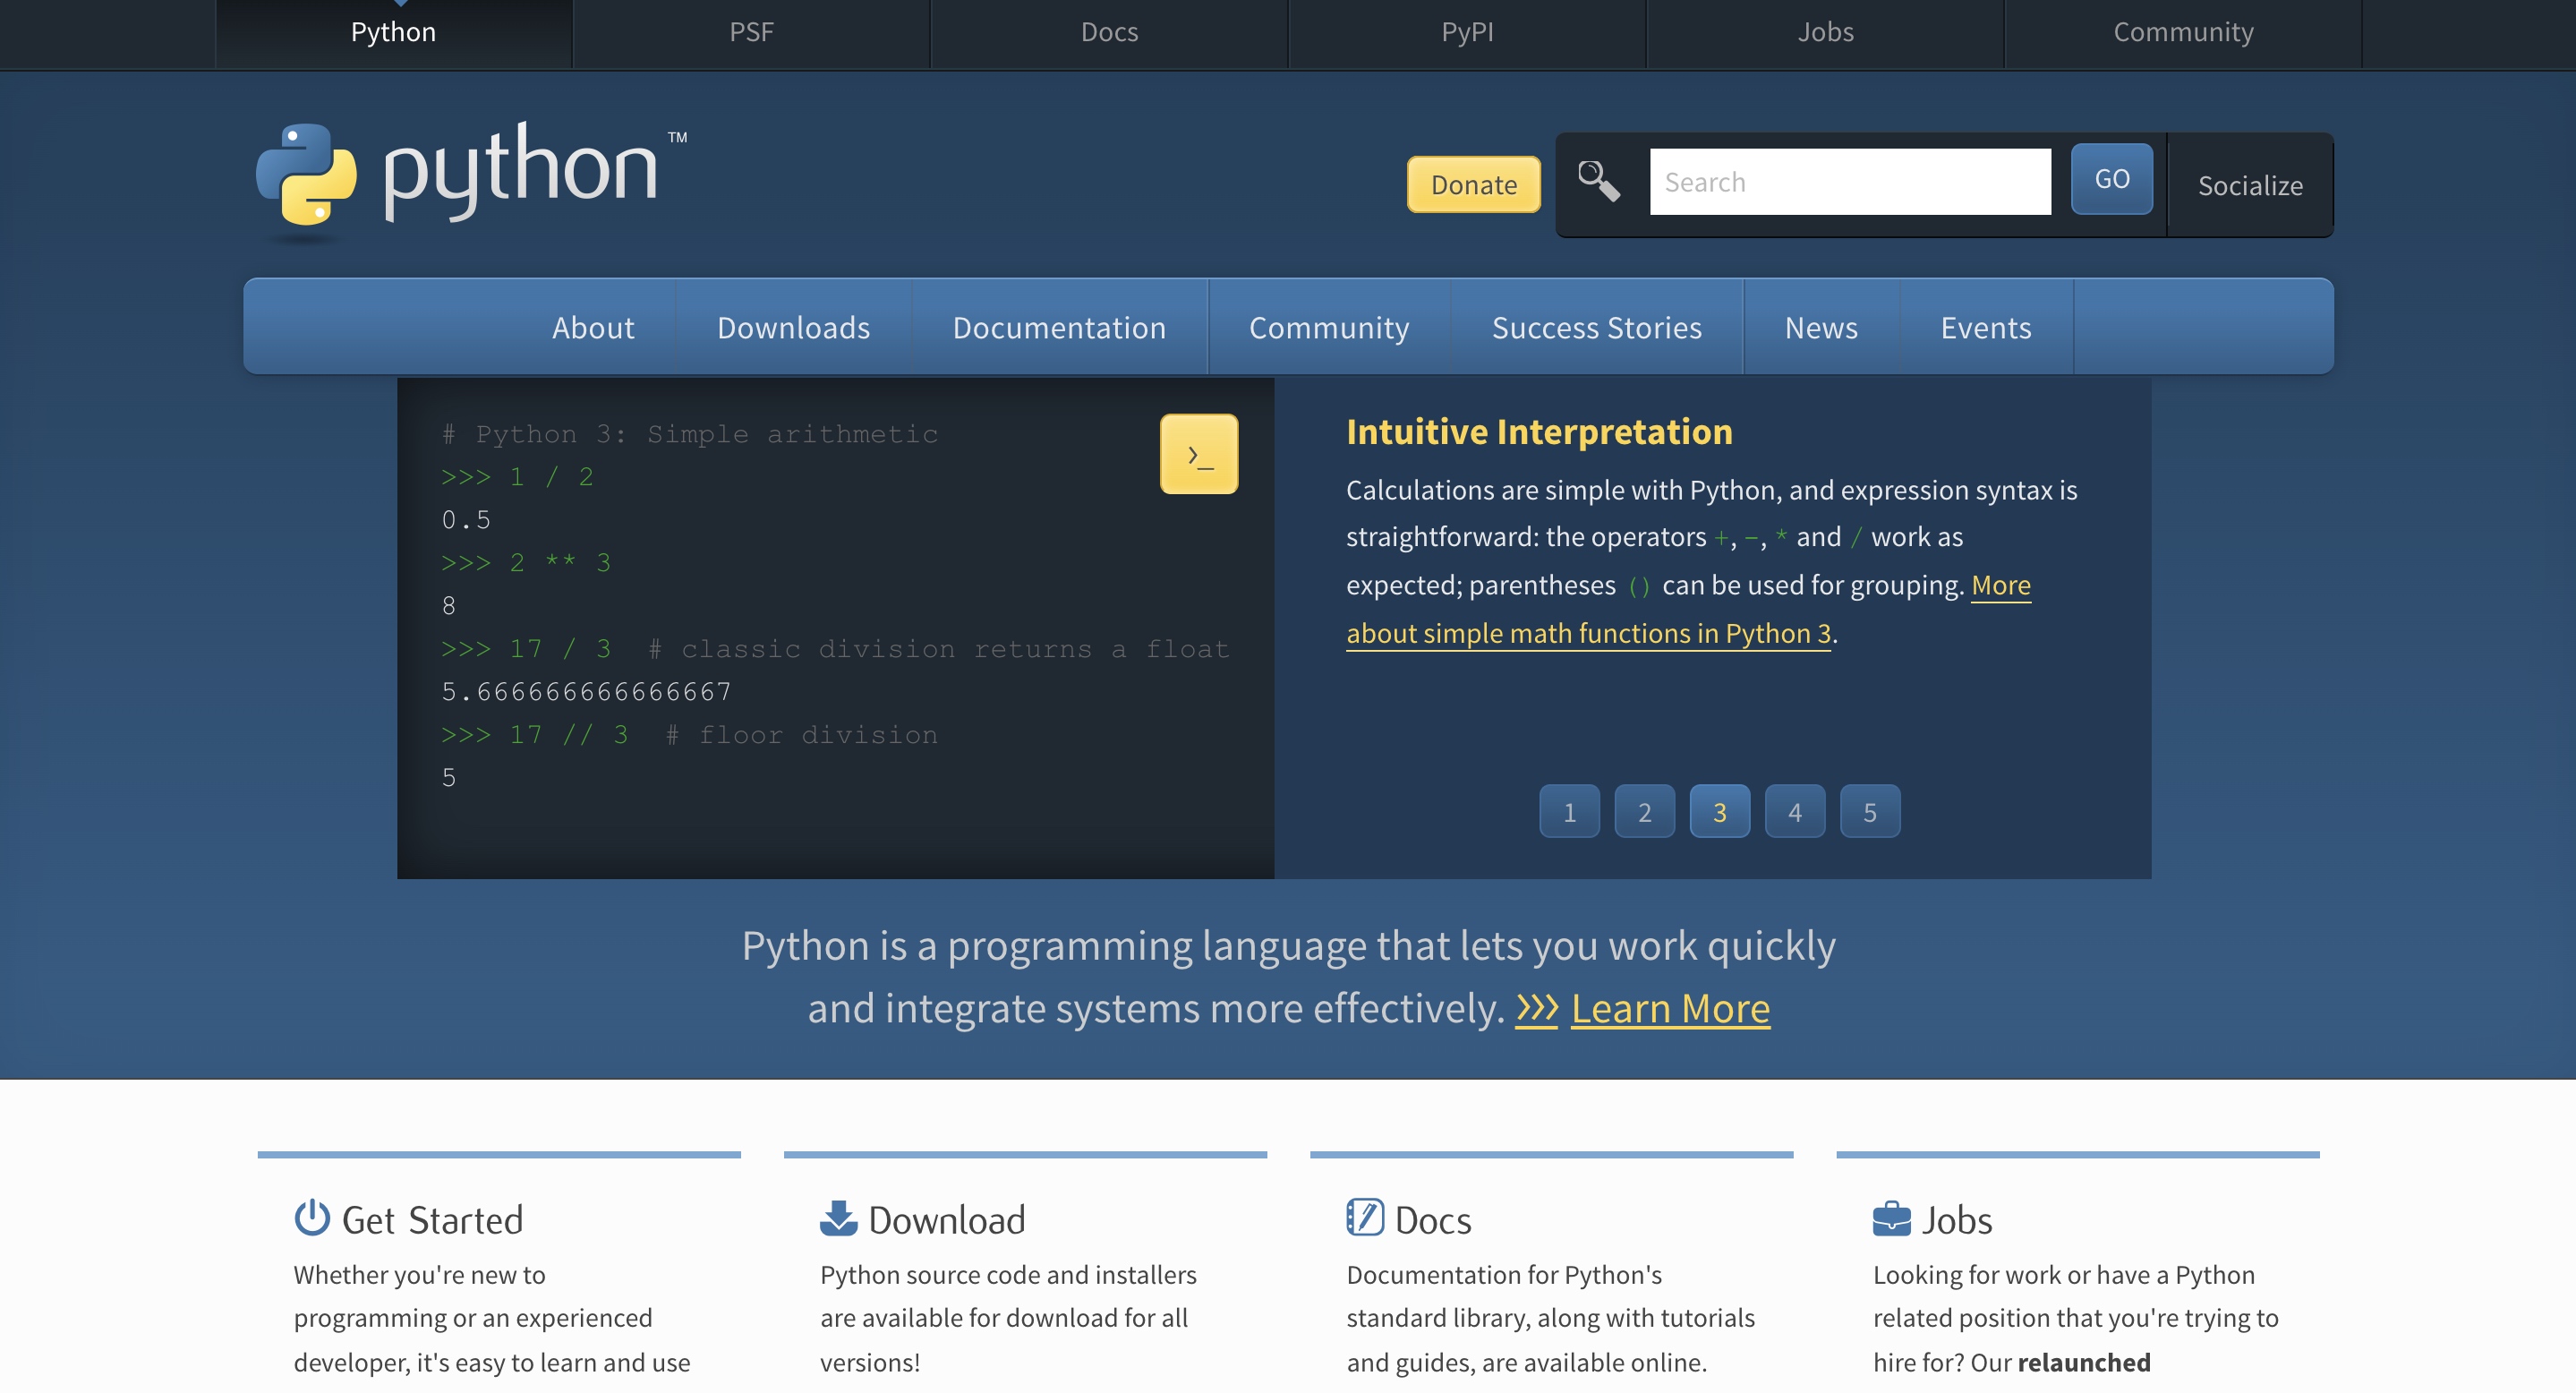 Python
PSF
Docs
PyPI
Jobs
Community
python™
Donate
Search
GO
Socialize
About
Downloads
Documentation
Community
Success Stories
News
Events
# Python 3: Simple arithmetic
>>> 1 / 2
0.5
>>> 2 ** 3
8
>>> 17 / 3  # classic division returns a float
5.666666666666667
>>> 17 // 3  # floor division
5
>_
Intuitive Interpretation
Calculations are simple with Python, and expression syntax is
straightforward: the operators +, -, * and / work as
expected; parentheses () can be used for grouping. More
about simple math functions in Python 3.
1
2
3
4
5
Python is a programming language that lets you work quickly
and integrate systems more effectively. >>> Learn More
Get Started
Whether you're new to
programming or an experienced
developer, it's easy to learn and use
Download
Python source code and installers
are available for download for all
versions!
Docs
Documentation for Python's
standard library, along with tutorials
and guides, are available online.
Jobs
Looking for work or have a Python
related position that you're trying to
hire for? Our relaunched